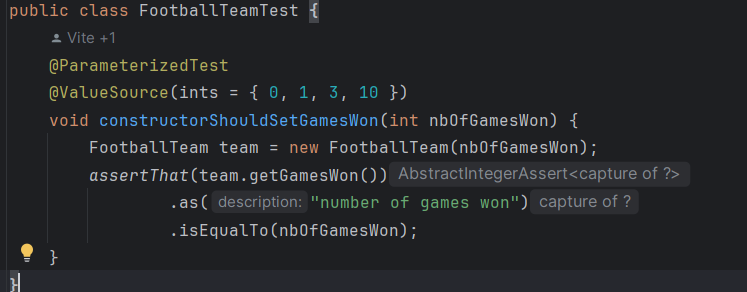 public class FootballTeamTest {
Vite +1
@ParameterizedTest
@ValueSource(ints = { 0, 1, 3, 10 })
void constructorShouldSetGamesWon(int nbOfGamesWon) {
FootballTeam team = new FootballTeam(nbOfGamesWon);
assertThat(team.getGamesWon()) AbstractIntegerAssert<capture of ?>
.as( description: "number of games won") capture of ?
.isEqualTo(nbOfGamesWon);
}
}